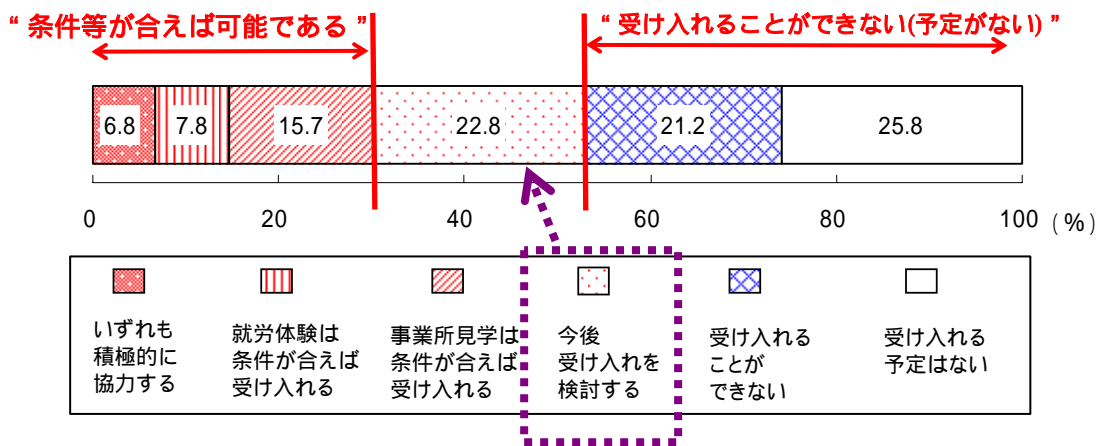 “ 条件等が合えば可能である ”
“ 受け入れることができない(予定がない) ”
6.8
7.8
15.7
22.8
21.2
25.8
0
20
40
60
80
100
(%)
いずれも
積極的に
協力する
就労体験は
条件が合えば
受け入れる
事業所見学は
条件が合えば
受け入れる
今後
受け入れを
検討する
受け入れる
ことが
できない
受け入れる
予定はない